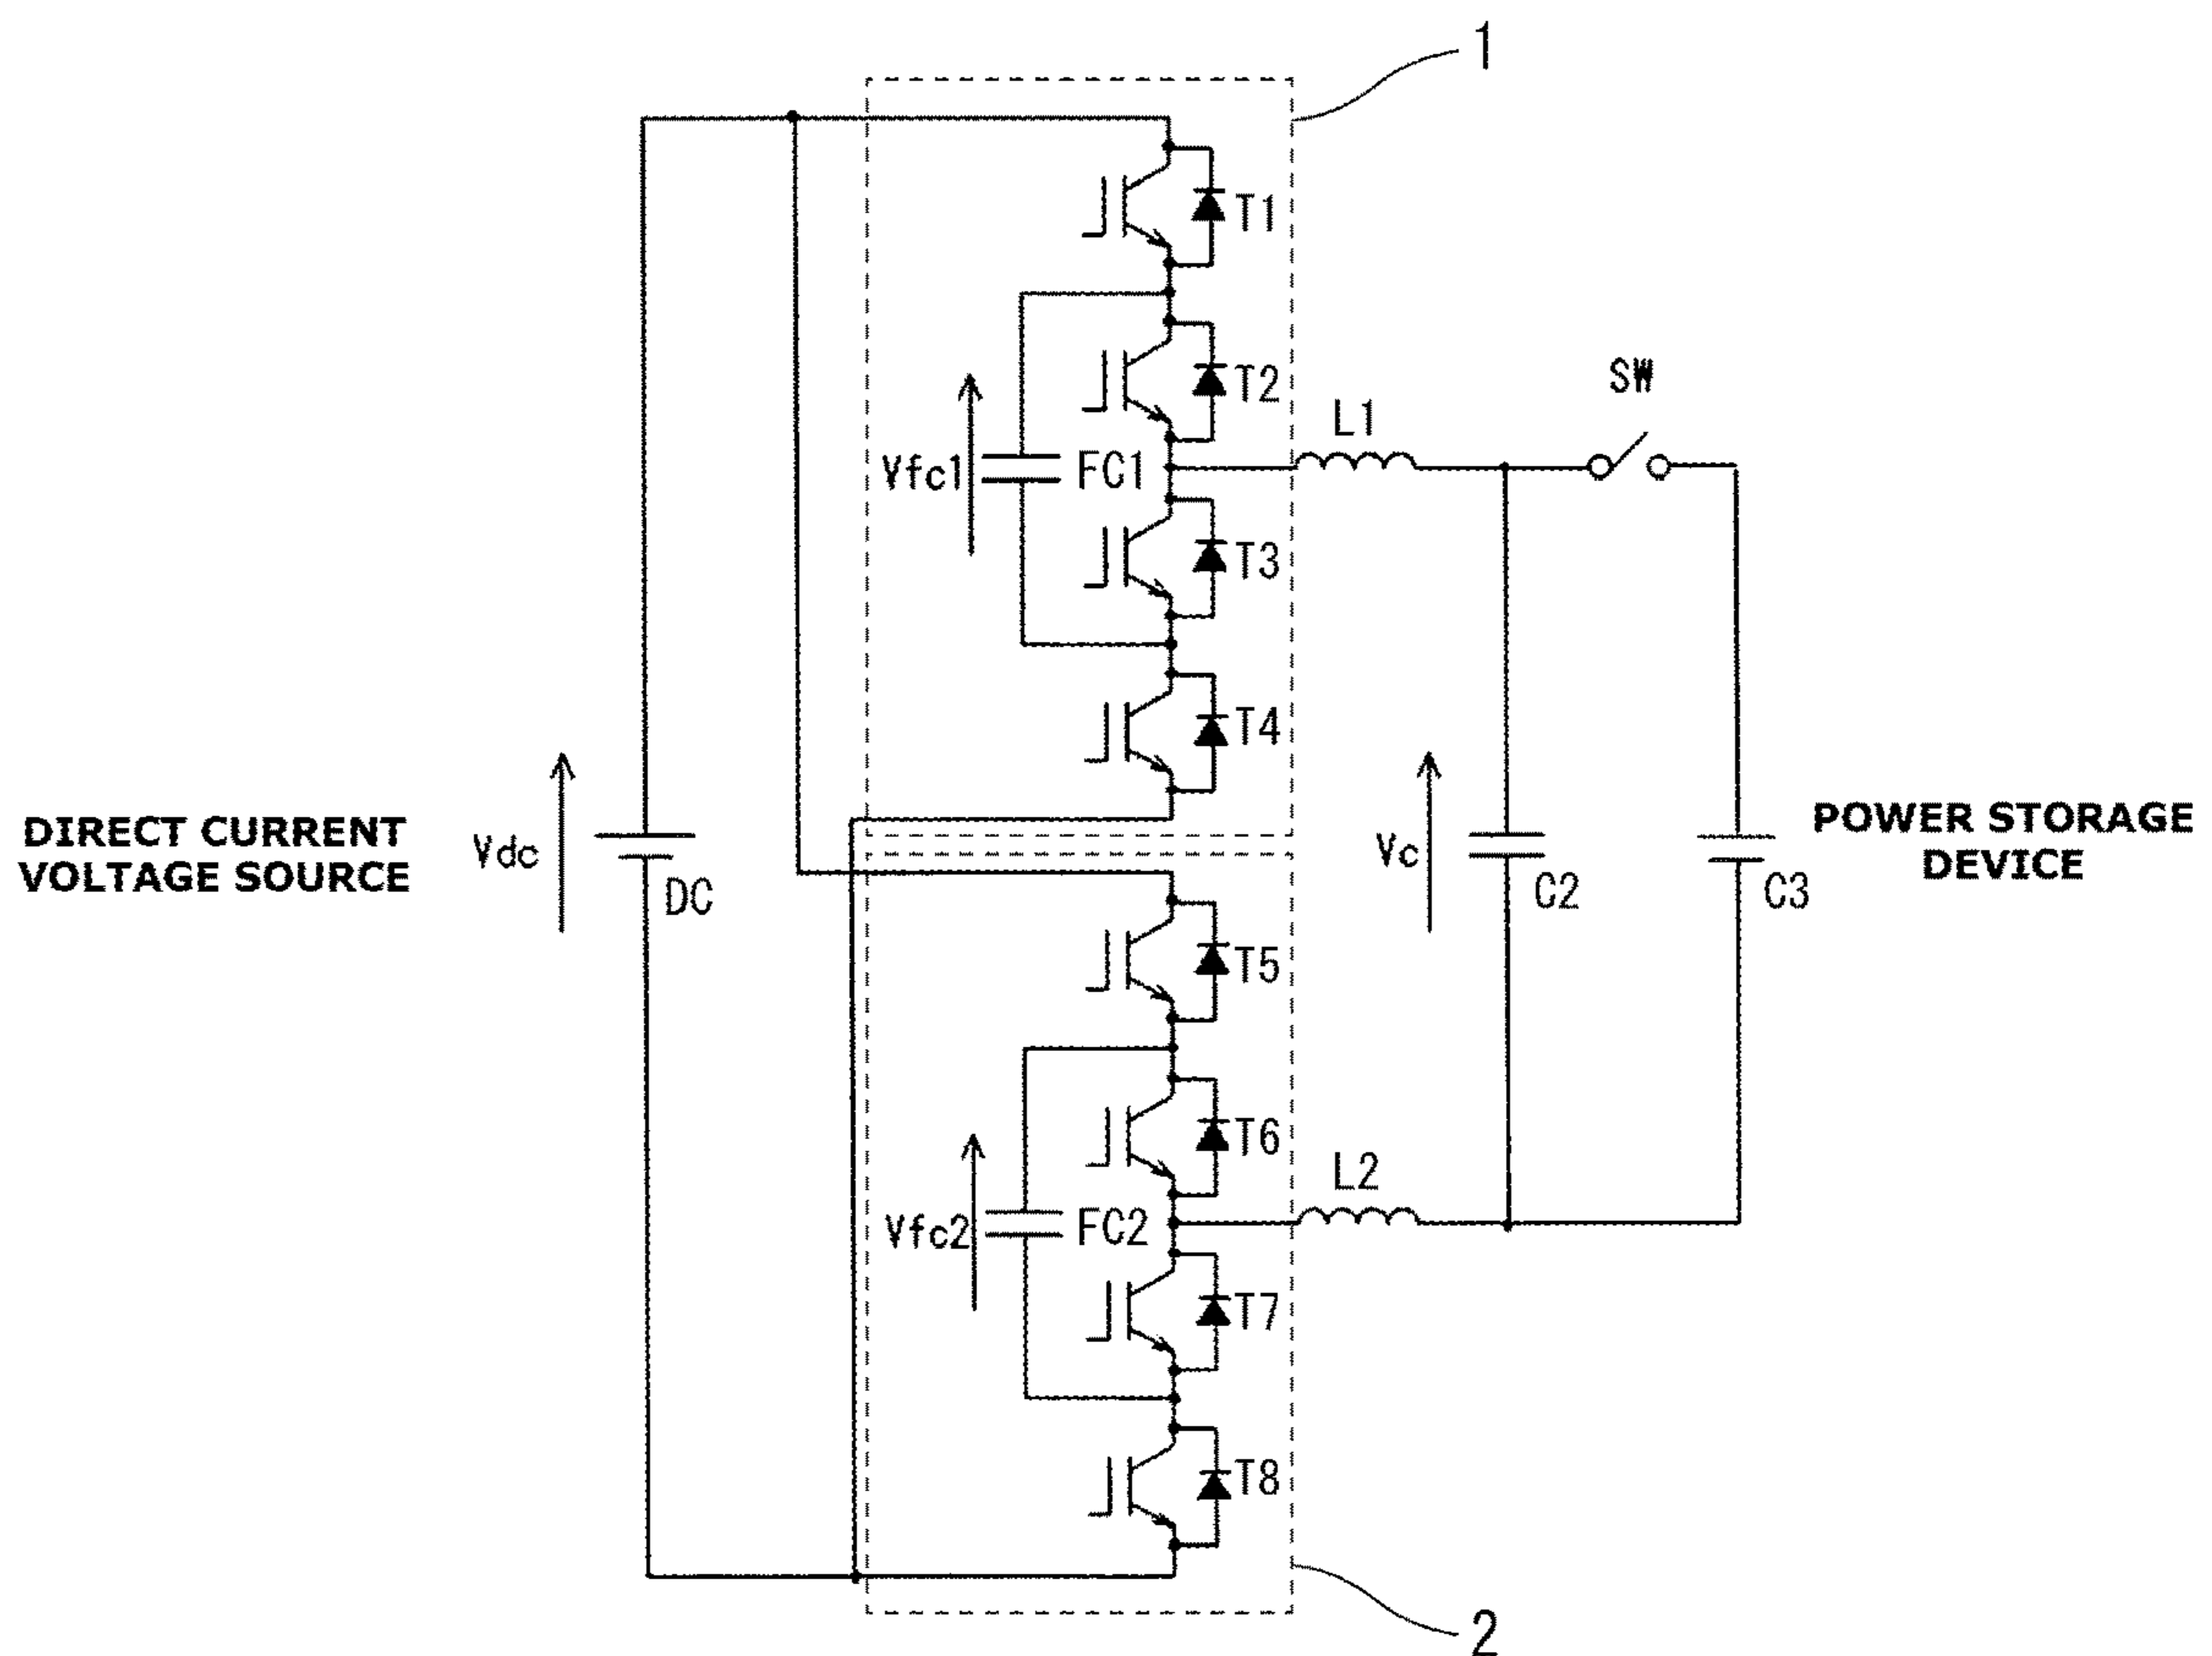 1
T1
T2
SW
L1
Vfc1
FC1
T3
T4
DIRECT CURRENT
VOLTAGE SOURCE
Vdc
DC
Vc
C2
POWER STORAGE
DEVICE
C3
T5
T6
L2
Vfc2
FC2
T7
T8
2